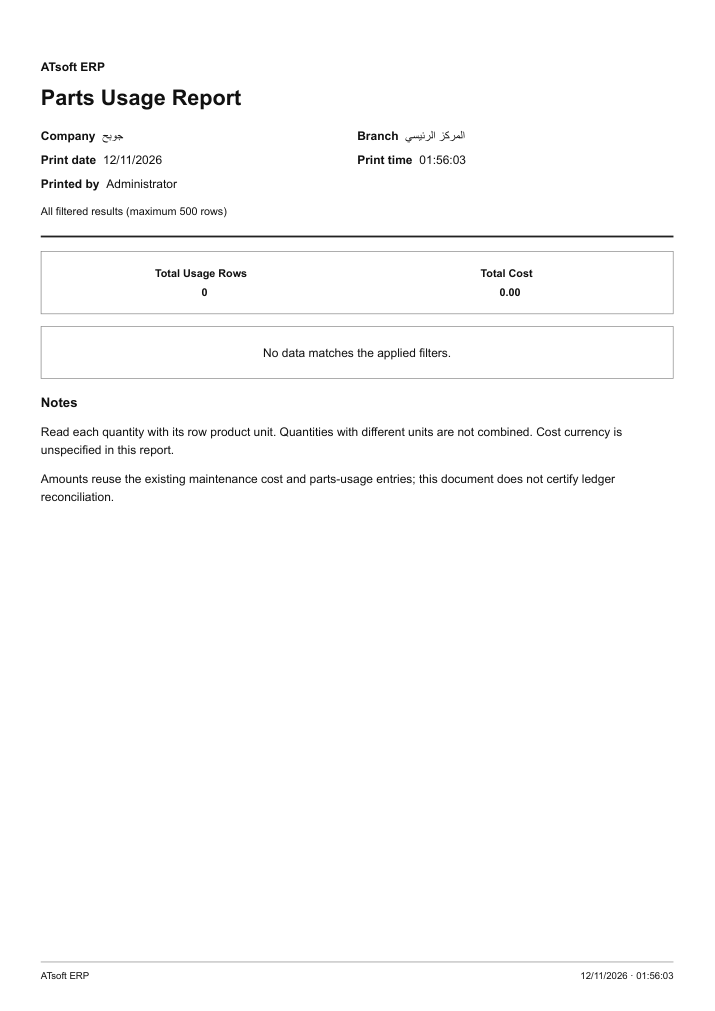 ATsoft ERP
Parts Usage Report
Company جويح
Branch المركز الرئيسي
Print date 12/11/2026
Print time 01:56:03
Printed by Administrator
All filtered results (maximum 500 rows)
Total Usage Rows
0
Total Cost
0.00
No data matches the applied filters.
Notes
Read each quantity with its row product unit. Quantities with different units are not combined. Cost currency is
unspecified in this report.
Amounts reuse the existing maintenance cost and parts-usage entries; this document does not certify ledger
reconciliation.
ATsoft ERP
12/11/2026 · 01:56:03